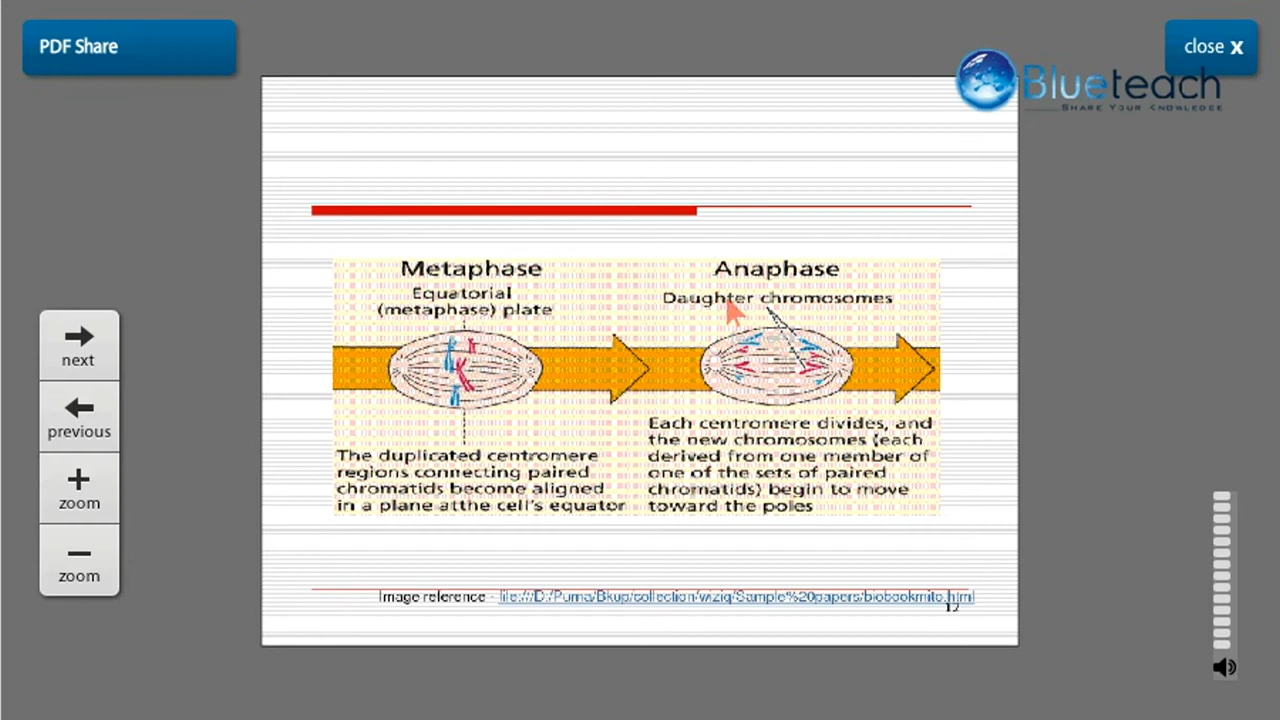 PDF Share
close X
Blueteach
SHARE YOUR KNOWLEDGE
Metaphase
Equatorial
(metaphase) plate
The duplicated centromere
regions connecting paired
chromatids become aligned
in a plane atthe cell's equator
Anaphase
Daughter chromosomes
Each centromere divides, and
the new chromosomes (each
derived from one member of
one of the sets of paired
chromatids) begin to move
toward the poles
next
previous
zoom
zoom
Image reference - file:///D:/Purna/Bkup/collection/wiziq/Sample%20papers/biobookmito.html
12